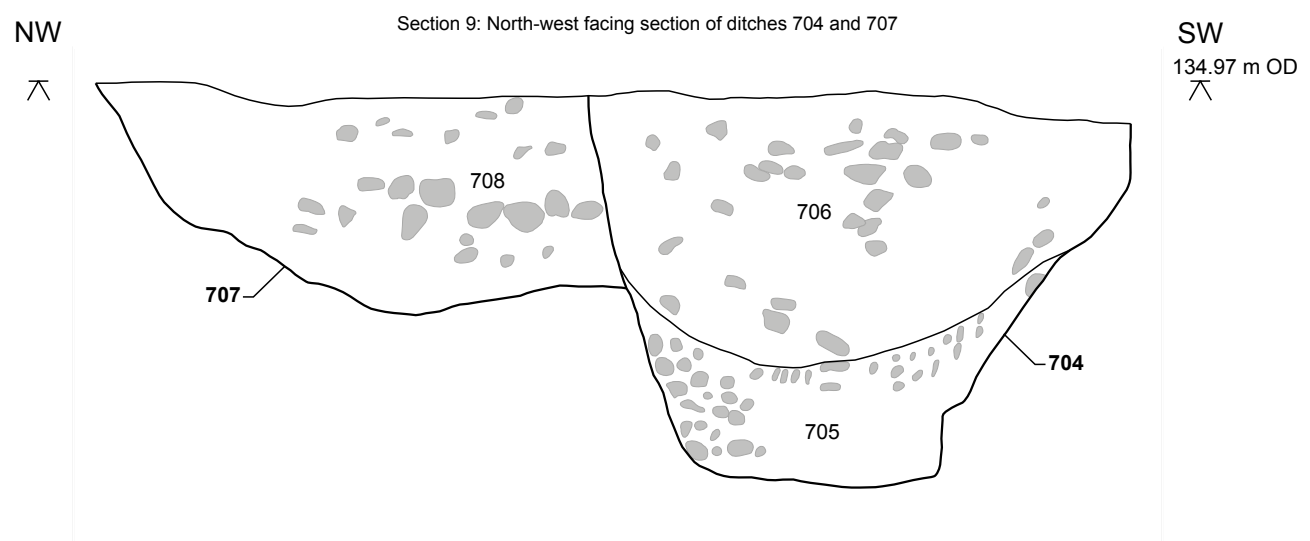 Section 9: North-west facing section of ditches 704 and 707
NW
SW
134.97 m OD
708
706
707
704
705